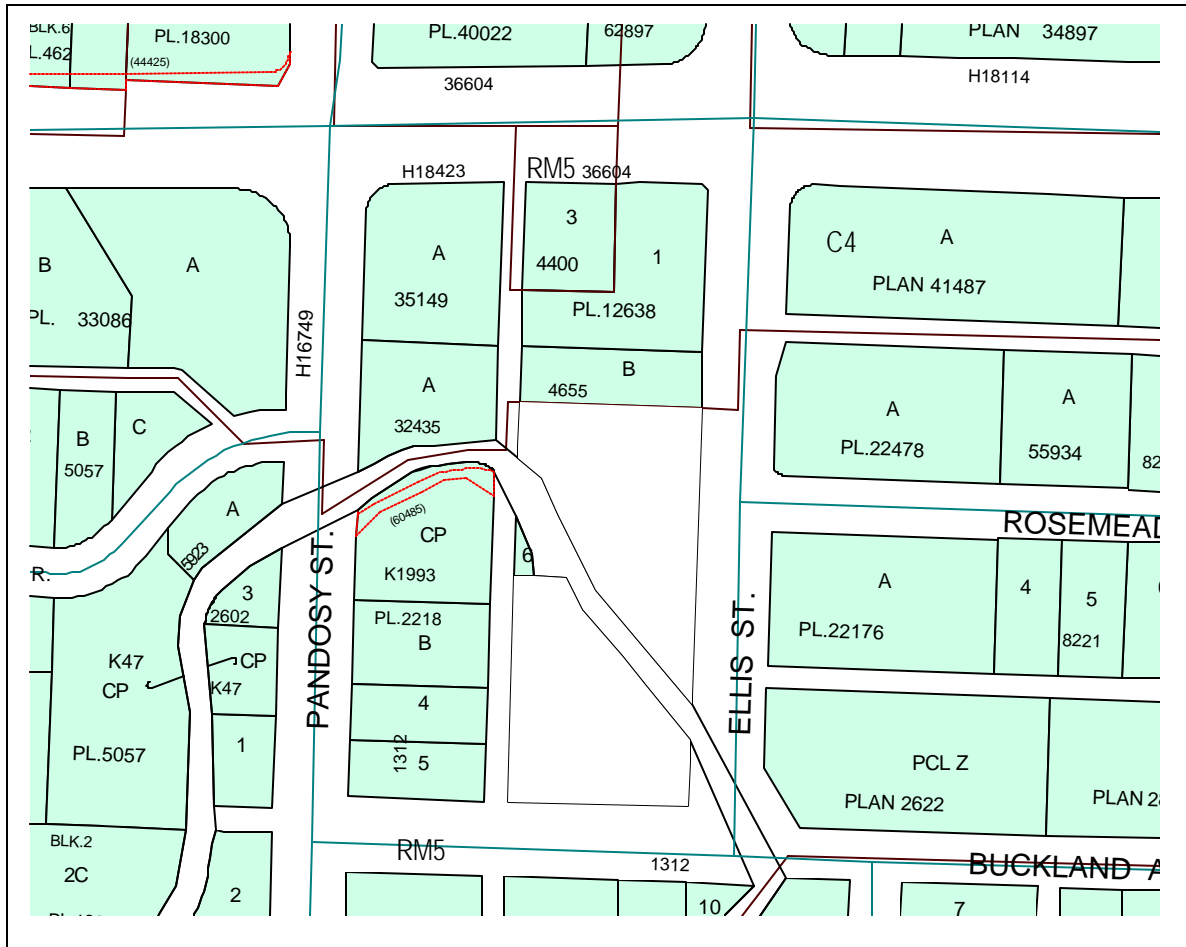 BLK.6
PL.18300
PL.40022
62897
PLAN 34897
L.462
(44425)
36604
H18114
H18423
RM5 36604
3
A
B
A
4400
1
C4
A
PLAN 41487
35149
PL.12638
PL. 33086
H16749
A
B
4655
A
A
C
B
32435
PL.22478
55934
5057
82
A
(60485)
ROSEMEAD
CP
6
5923
K1993
R.
A
4
5
3
2602
PL.2218
B
PL.22176
8221
PANDOSY ST.
ELLIS ST.
K47
CP
CP
K47
4
1
1312
5
PL.5057
PCL Z
PLAN 2622
PLAN 28
BLK.2
RM5
1312
BUCKLAND A
2C
2
10
7